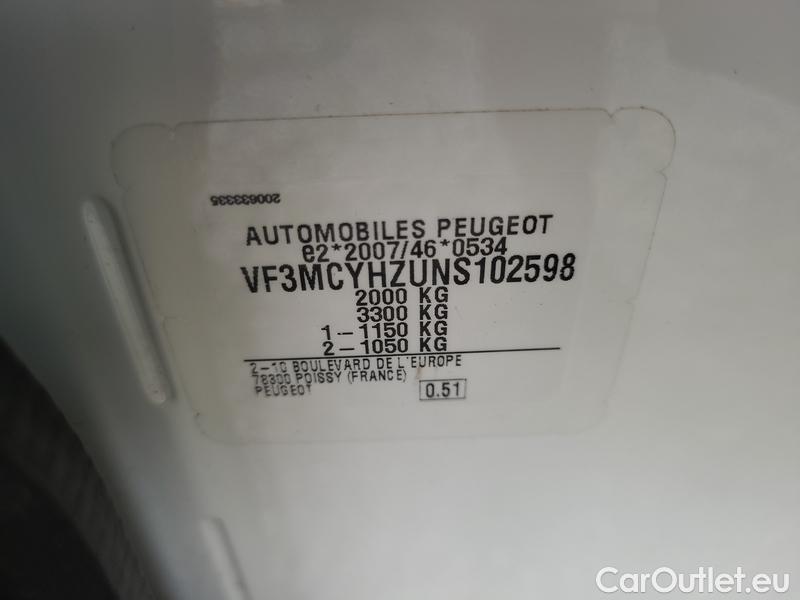 200633335
AUTOMOBILES PEUGEOT
e2*2007/46*0534
VF3MCYHZUNS102598
2000 KG
3300 KG
1-1150 KG
2-1050 KG
2-10 BOULEVARD DE L'EUROPE
78300 POISSY (FRANCE)
PEUGEOT
0.51
CarOutlet.eu